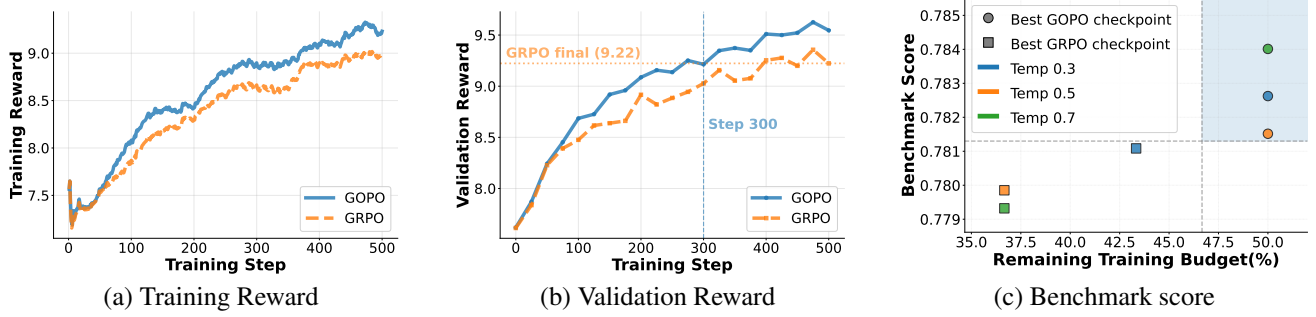 Training Reward
9.0
8.5
8.0
7.5
0
100
200
300
400
500
Training Step
GOPO
GRPO
(a) Training Reward
Validation Reward
9.5
9.0
8.5
8.0
GRPO final (9.22)
Step 300
0
100
200
300
400
500
Training Step
GOPO
GRPO
(b) Validation Reward
Benchmark Score
0.785
0.784
0.783
0.782
0.781
0.780
0.779
Best GOPO checkpoint
Best GRPO checkpoint
Temp 0.3
Temp 0.5
Temp 0.7
35.0
37.5
40.0
42.5
45.0
47.5
50.0
Remaining Training Budget(%)
(c) Benchmark score